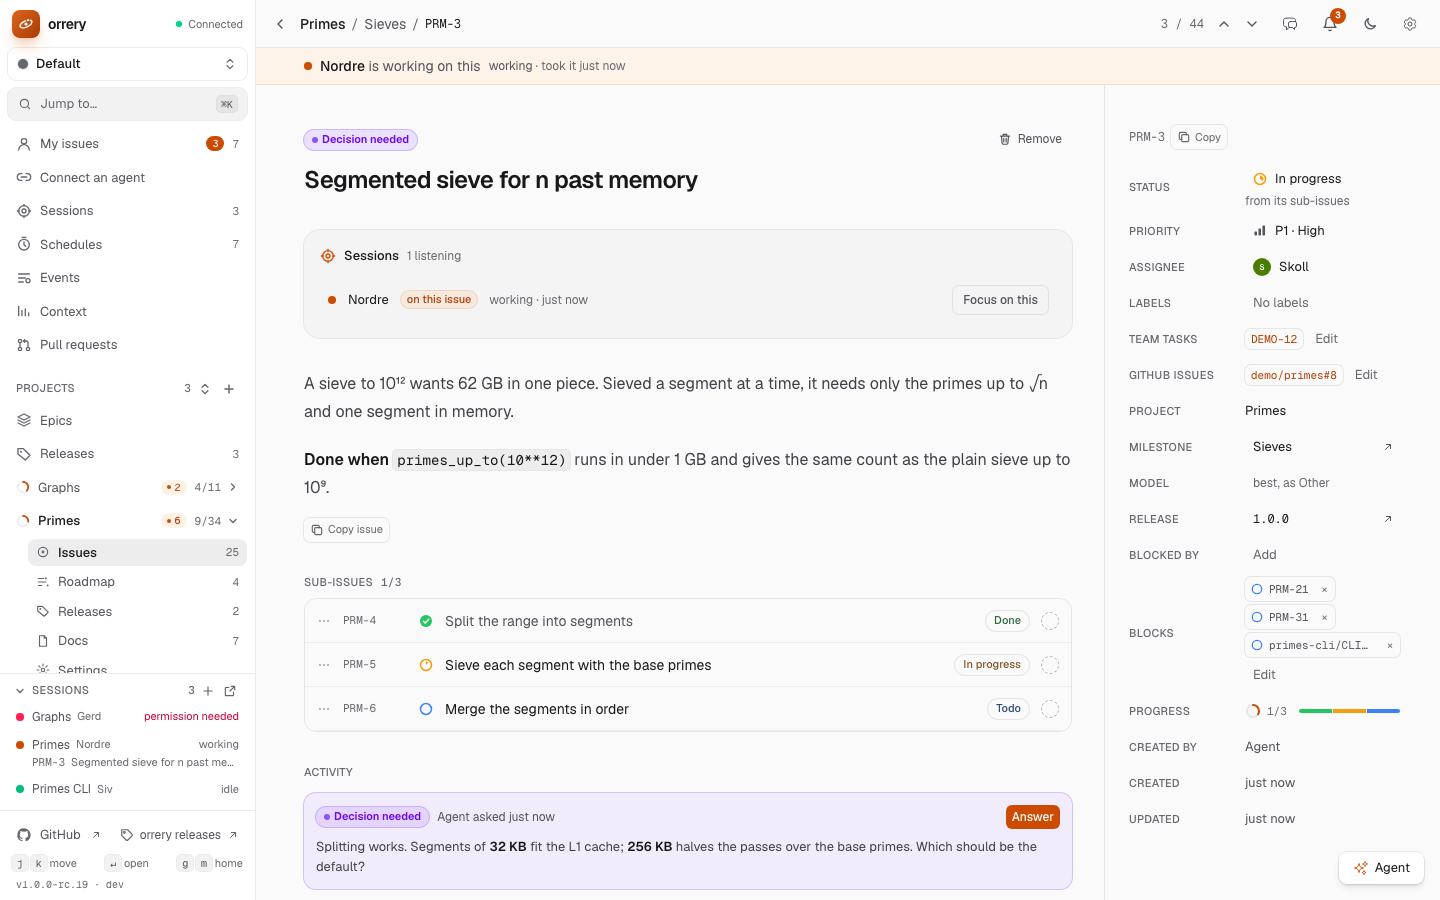 orrery
Connected
Default
Jump to...
⌘K
My issues 3 7
Connect an agent
Sessions 3
Schedules 7
Events
Context
Pull requests
PROJECTS 3
Epics
Releases 3
Graphs 2 4/11
Primes 6 9/34
Issues 25
Roadmap 4
Releases 2
Docs 7
Settings
SESSIONS 3
Graphs Gerd permission needed
Primes Nordre working
PRM-3 Segmented sieve for n past me…
Primes CLI Siv idle
GitHub orrery releases
j k move ↵ open g m home
v1.0.0-rc.19 · dev
Primes / Sieves / PRM-3
3 / 44
3
Nordre is working on this working · took it just now
Decision needed
Remove
Segmented sieve for n past memory
Sessions 1 listening
Nordre on this issue working · just now
Focus on this
A sieve to 10¹² wants 62 GB in one piece. Sieved a segment at a time, it needs only the primes up to √n
and one segment in memory.
Done when primes_up_to(10**12) runs in under 1 GB and gives the same count as the plain sieve up to
10⁹.
Copy issue
SUB-ISSUES 1/3
PRM-4 Split the range into segments Done
PRM-5 Sieve each segment with the base primes In progress
PRM-6 Merge the segments in order Todo
ACTIVITY
Decision needed Agent asked just now
Answer
Splitting works. Segments of 32 KB fit the L1 cache; 256 KB halves the passes over the base primes. Which should be the
default?
PRM-3 Copy
STATUS In progress
from its sub-issues
PRIORITY P1 · High
ASSIGNEE S Skoll
LABELS No labels
TEAM TASKS DEMO-12 Edit
GITHUB ISSUES demo/primes#8 Edit
PROJECT Primes
MILESTONE Sieves
MODEL best, as Other
RELEASE 1.0.0
BLOCKED BY Add
BLOCKS
PRM-21 ×
PRM-31 ×
primes-cli/CLI… ×
Edit
PROGRESS 1/3
CREATED BY Agent
CREATED just now
UPDATED just now
Agent